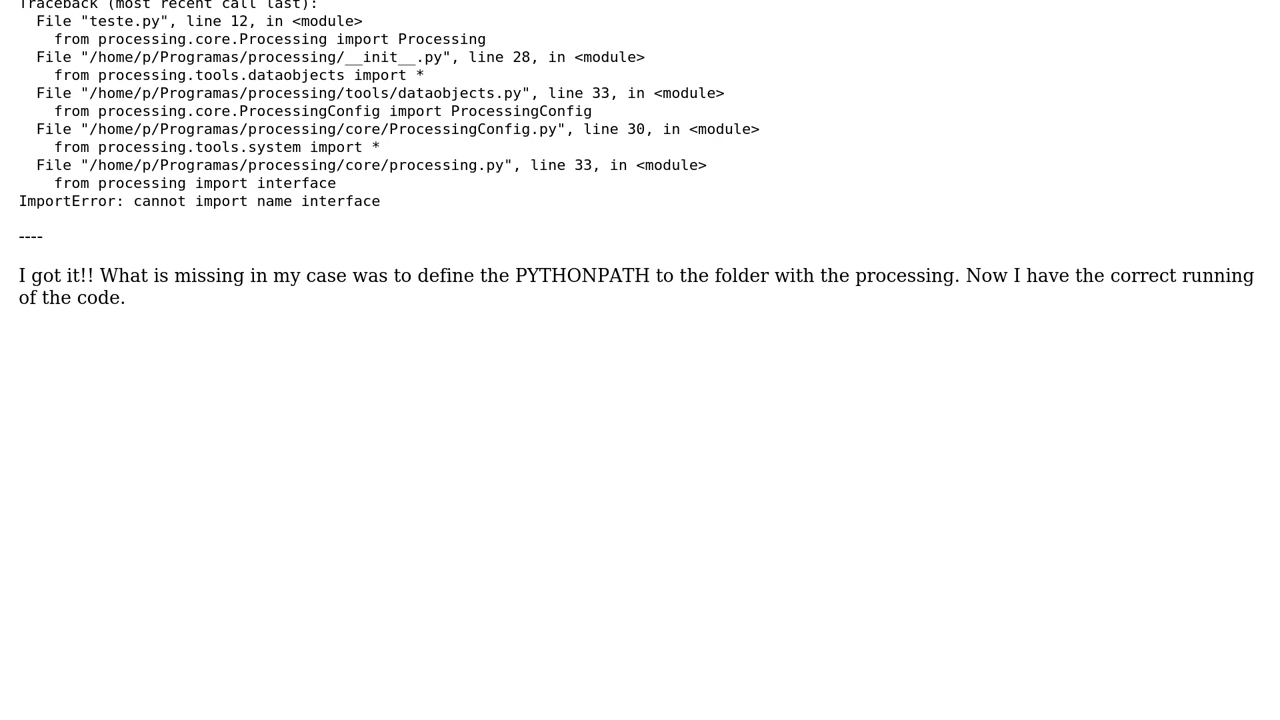 Traceback (most recent call last):
  File "teste.py", line 12, in <module>
    from processing.core.Processing import Processing
  File "/home/p/Programas/processing/__init__.py", line 28, in <module>
    from processing.tools.dataobjects import *
  File "/home/p/Programas/processing/tools/dataobjects.py", line 33, in <module>
    from processing.core.ProcessingConfig import ProcessingConfig
  File "/home/p/Programas/processing/core/ProcessingConfig.py", line 30, in <module>
    from processing.tools.system import *
  File "/home/p/Programas/processing/core/processing.py", line 33, in <module>
    from processing import interface
ImportError: cannot import name interface
----
I got it!! What is missing in my case was to define the PYTHONPATH to the folder with the processing. Now I have the correct running
of the code.